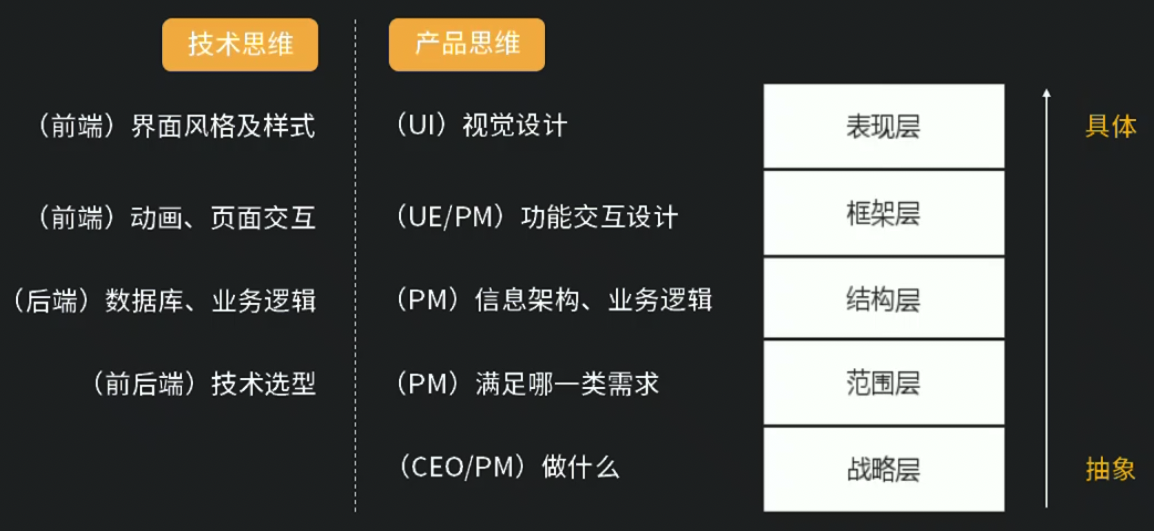 技术思维 产品思维
（前端）界面风格及样式 （UI）视觉设计 表现层 具体
（前端）动画、页面交互 （UE/PM）功能交互设计 框架层
（后端）数据库、业务逻辑 （PM）信息架构、业务逻辑 结构层
（前后端）技术选型 （PM）满足哪一类需求 范围层
（CEO/PM）做什么 战略层 抽象